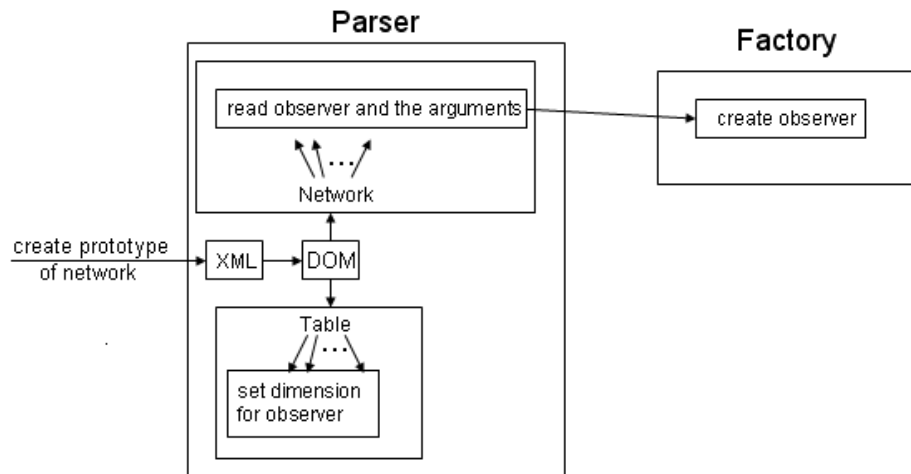 Parser
Factory
read observer and the arguments
create observer
...
Network
create prototype
of network
XML
DOM
Table
...
set dimension
for observer